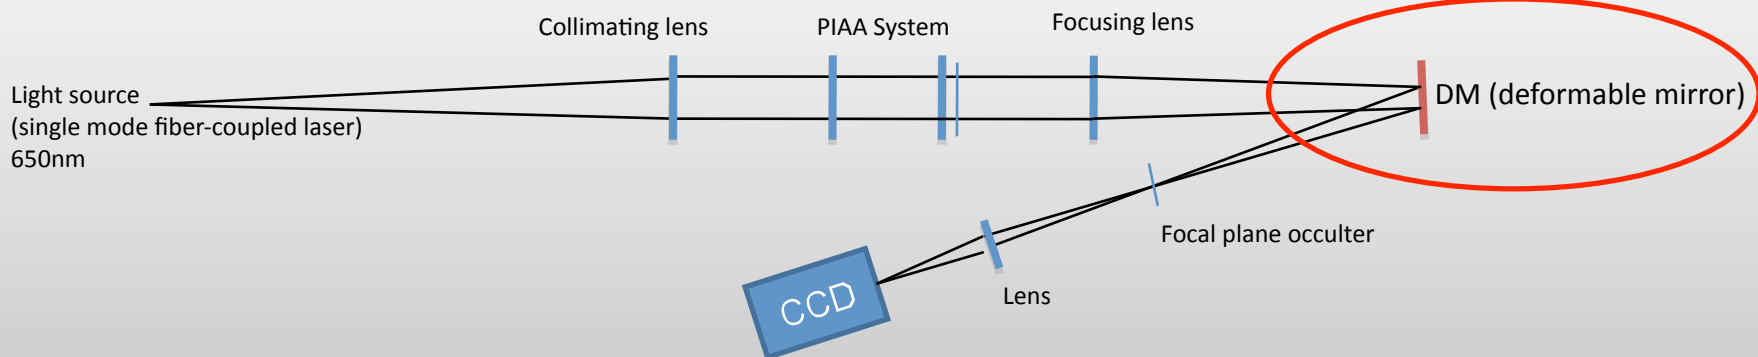 Collimating lens
PIAA System
Focusing lens
Light source
(single mode fiber-coupled laser)
650nm
DM (deformable mirror)
Focal plane occulter
Lens
CCD